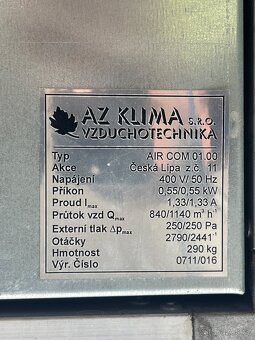 AZ KLIMA S.R.O.
VZDUCHOTECHNIKA
Typ AIR COM 01.00
Akce Česká Lípa z.č. 11
Napájení 400 V/ 50 Hz
Příkon 0,55/0,55 kW
Proud Imax 1,33/1,33 A
Průtok vzd Qmax 840/1140 m³ h⁻¹
Externí tlak Δpmax 250/250 Pa
Otáčky 2790/2441⁻¹
Hmotnost 290 kg
Výr. Číslo 0711/016